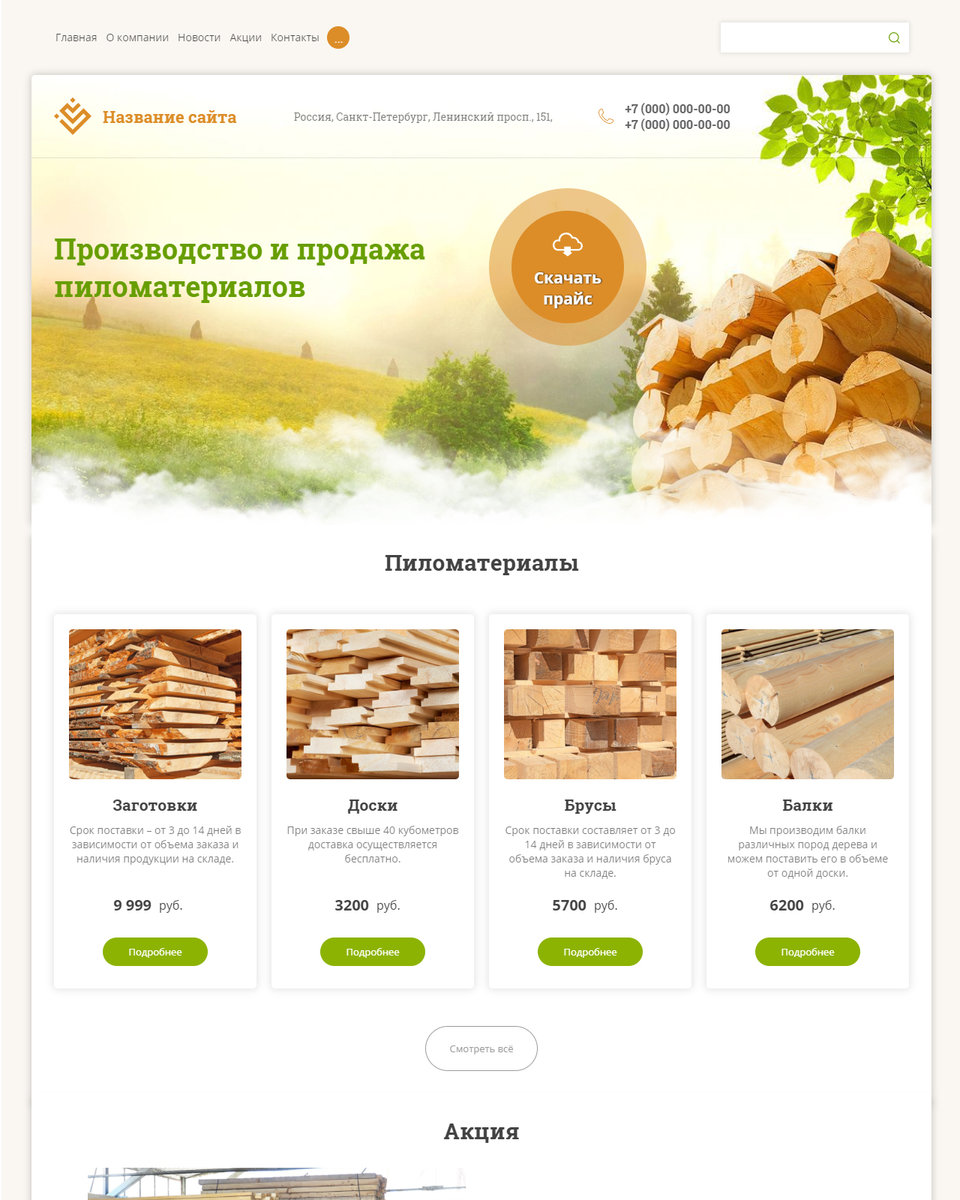 Главная О компании Новости Акции Контакты ...
Название сайта
Россия, Санкт-Петербург, Ленинский просп., 151,
+7 (000) 000-00-00
+7 (000) 000-00-00
Производство и продажа
пиломатериалов
Скачать
прайс
Пиломатериалы
Заготовки
Срок поставки – от 3 до 14 дней в
зависимости от объема заказа и
наличия продукции на складе.
9 999 руб.
Подробнее
Доски
При заказе свыше 40 кубометров
доставка осуществляется
бесплатно.
3200 руб.
Подробнее
Брусы
Срок поставки составляет от 3 до
14 дней в зависимости от
объема заказа и наличия бруса
на складе.
5700 руб.
Подробнее
Балки
Мы производим балки
различных пород дерева и
можем поставить его в объеме
от одной доски.
6200 руб.
Подробнее
Смотреть всё
Акция